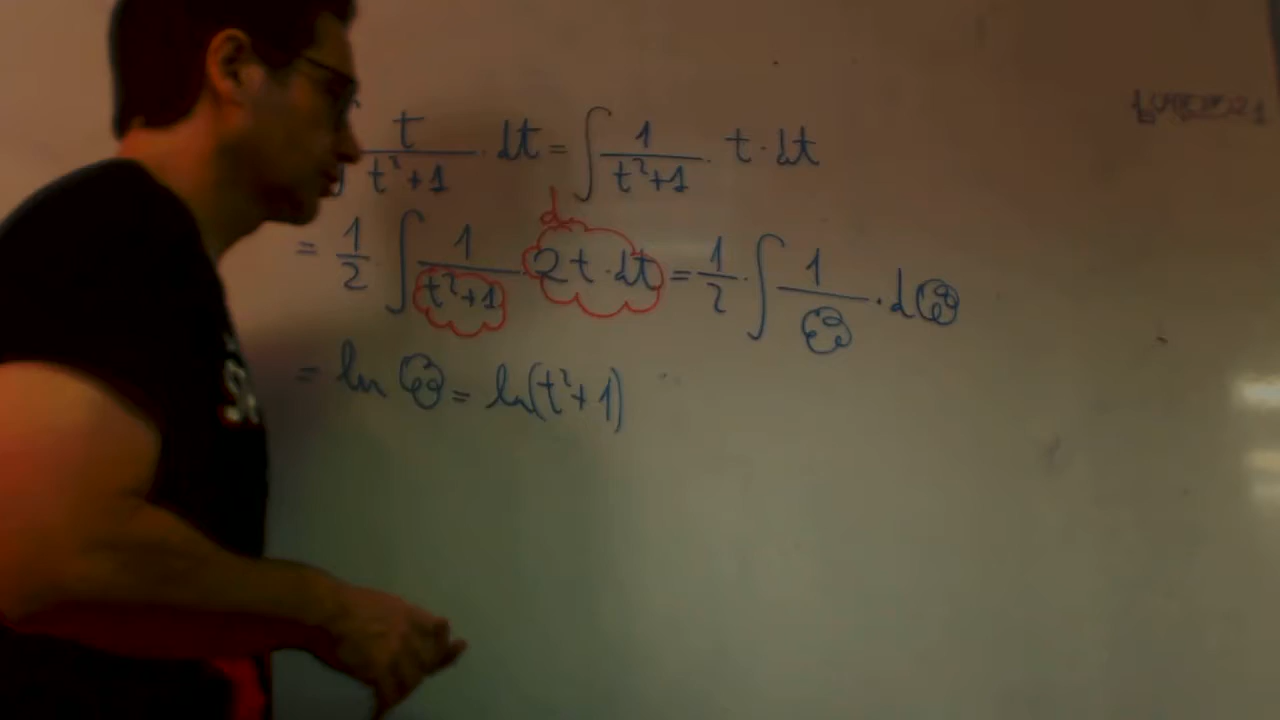 ∫ t/(t²+1) · dt = ∫ 1/(t²+1) · t · dt
= 1/2 ∫ 1/(t²+1) · 2t · dt = 1/2 · ∫ 1/☁ · d☁
d
= ln ☁ = ln(t²+1)